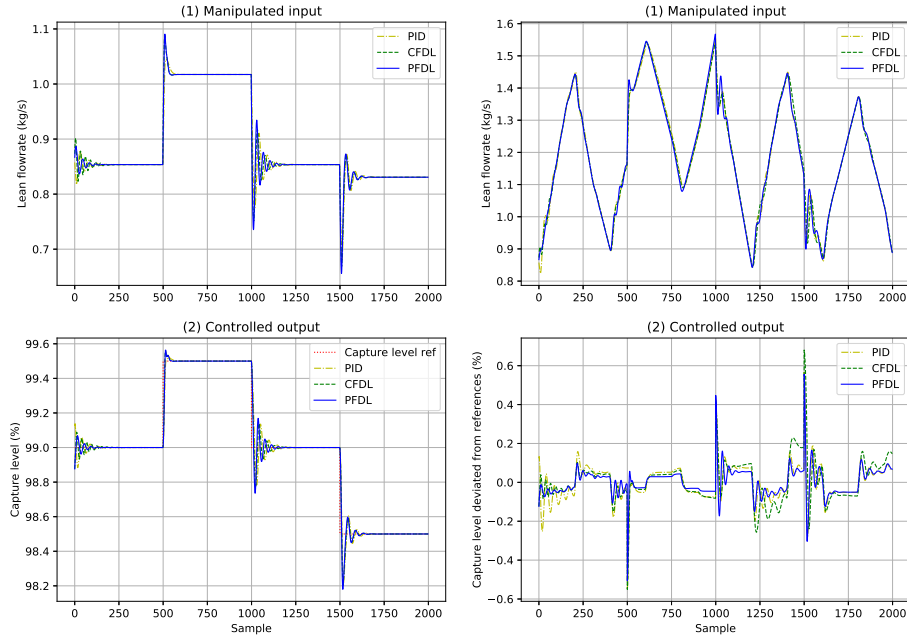 (1) Manipulated input
1.1
1.0
0.9
0.8
0.7
Lean flowrate (kg/s)
PID
CFDL
PFDL
0 250 500 750 1000 1250 1500 1750 2000
(1) Manipulated input
1.6
1.5
1.4
1.3
1.2
1.1
1.0
0.9
0.8
Lean flowrate (kg/s)
PID
CFDL
PFDL
0 250 500 750 1000 1250 1500 1750 2000
(2) Controlled output
99.6
99.4
99.2
99.0
98.8
98.6
98.4
98.2
Capture level (%)
Capture level ref
PID
CFDL
PFDL
0 250 500 750 1000 1250 1500 1750 2000
Sample
(2) Controlled output
0.6
0.4
0.2
0.0
−0.2
−0.4
−0.6
Capture level deviated from references (%)
PID
CFDL
PFDL
0 250 500 750 1000 1250 1500 1750 2000
Sample